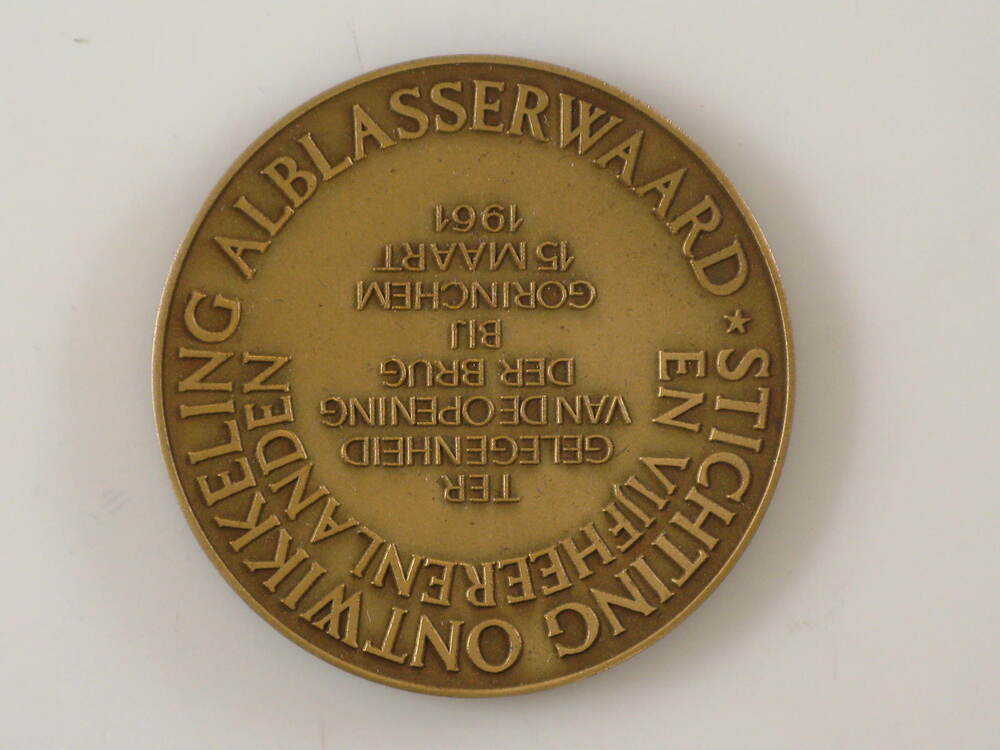 STICHTING ONTWIKKELING ALBLASSERWAARD *
EN VIJFHEERENLANDEN
TER
GELEGENHEID
VAN DE OPENING
DER BRUG
BIJ
GORINCHEM
15 MAART
1961